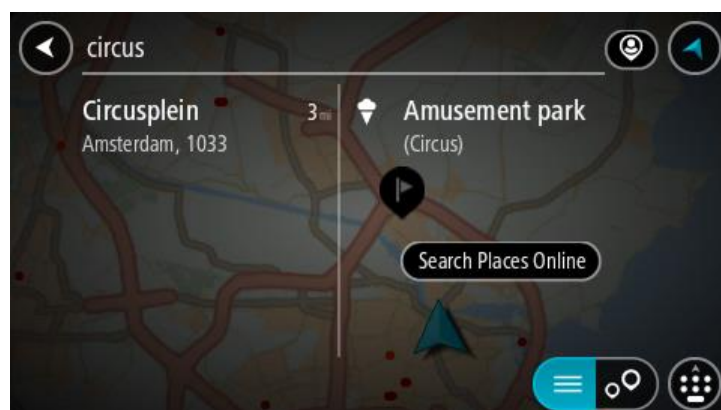 circus
Circusplein
3 mi
Amsterdam, 1033
Amusement park
(Circus)
Search Places Online